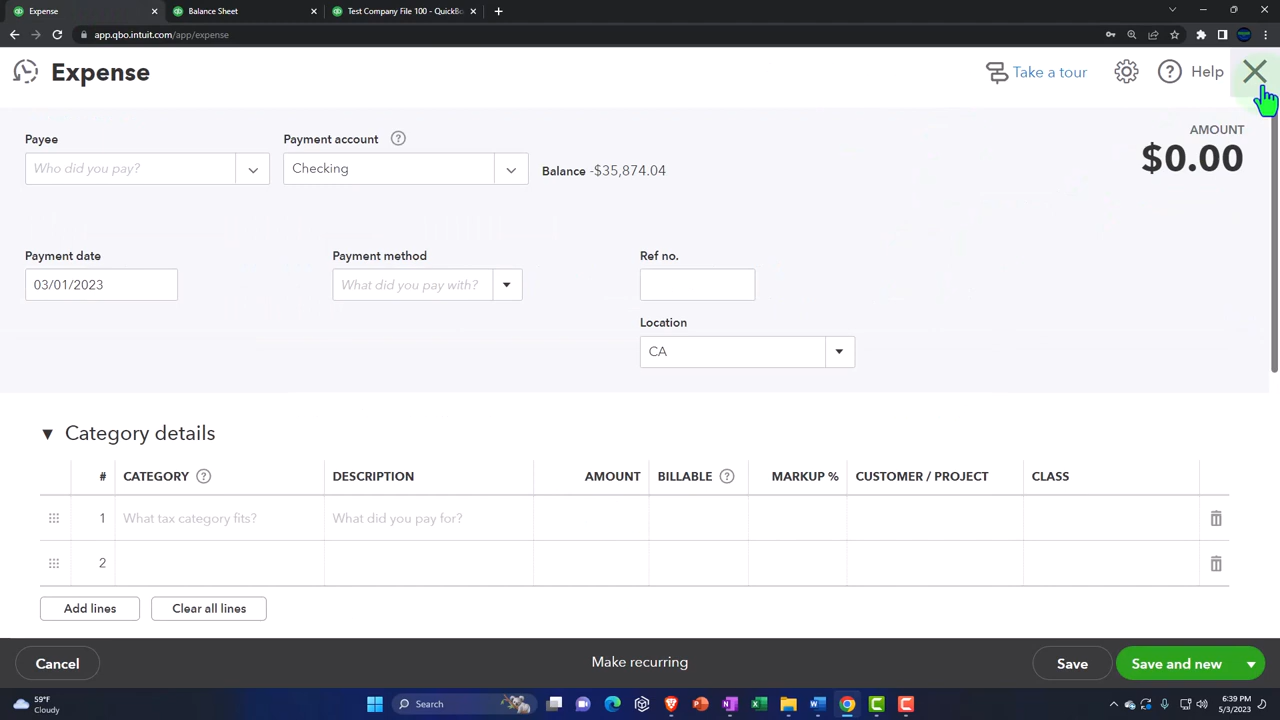 Expense
Balance Sheet
Test Company File 100 - QuickBo
app.qbo.intuit.com/app/expense
Expense
Take a tour
Help
Payee
Payment account
AMOUNT
Who did you pay?
Checking
Balance -$35,874.04
$0.00
Payment date
Payment method
Ref no.
03/01/2023
What did you pay with?
Location
CA
Category details
# CATEGORY DESCRIPTION AMOUNT BILLABLE MARKUP % CUSTOMER / PROJECT CLASS
1 What tax category fits? What did you pay for?
2
Add lines
Clear all lines
Cancel
Make recurring
Save
Save and new
59°F
Cloudy
Search
6:39 PM
5/3/2023